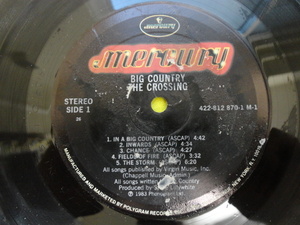 mercury
BIG COUNTRY
THE CROSSING
STEREO
SIDE 1
422-812 870-1 M-1
1. IN A BIG COUNTRY (ASCAP) 4:42
2. INWARDS (ASCAP) 4:34
3. CHANCE (ASCAP) 4:27
4. FIELDS OF FIRE (ASCAP) 3:32
5. THE STORM (ASCAP) 6:20
All songs published by Virgin Music, Inc.
(Chappell Music, Admin.)
All songs written by Big Country
Produced by Steve Lillywhite
℗ 1983 Phonogram Ltd.
MANUFACTURED AND MARKETED BY POLYGRAM RECORDS